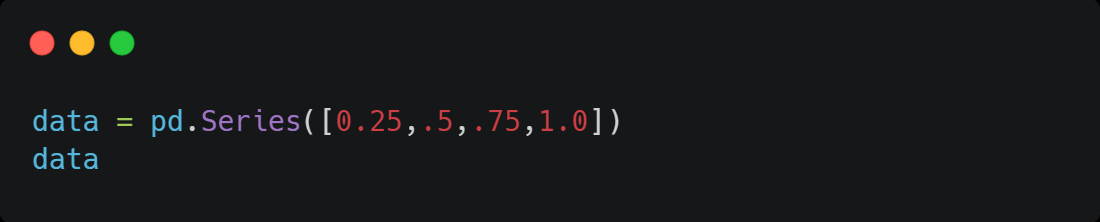 data = pd.Series([0.25,.5,.75,1.0])
data